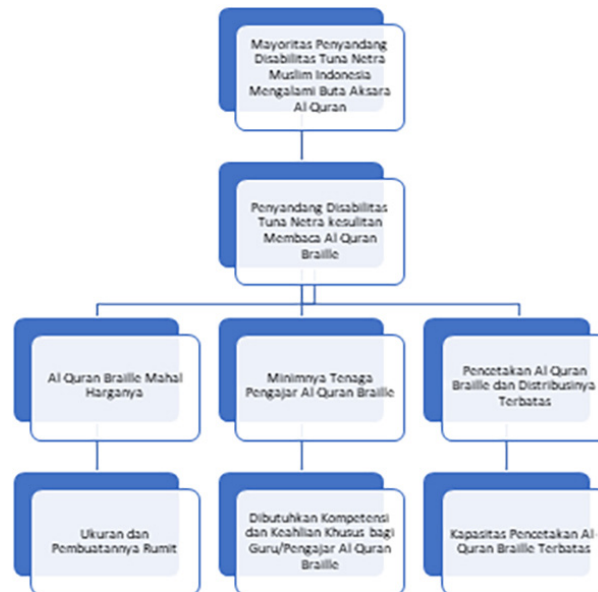 Mayoritas Penyandang
Disabilitas Tuna Netra
Muslim Indonesia
Mengalami Buta Aksara
Al Quran
Penyandang Disabilitas
Tuna Netra kesulitan
Membaca Al Quran
Braille
Al Quran Braille Mahal
Harganya
Minimnya Tenaga
Pengajar Al Quran Braille
Pencetakan Al Quran
Braille dan Distribusinya
Terbatas
Ukuran dan
Pembuatannya Rumit
Dibutuhkan Kompetensi
dan Keahlian Khusus bagi
Guru/Pengajar Al Quran
Braille
Kapasitas Pencetakan Al-
Quran Braille Terbatas